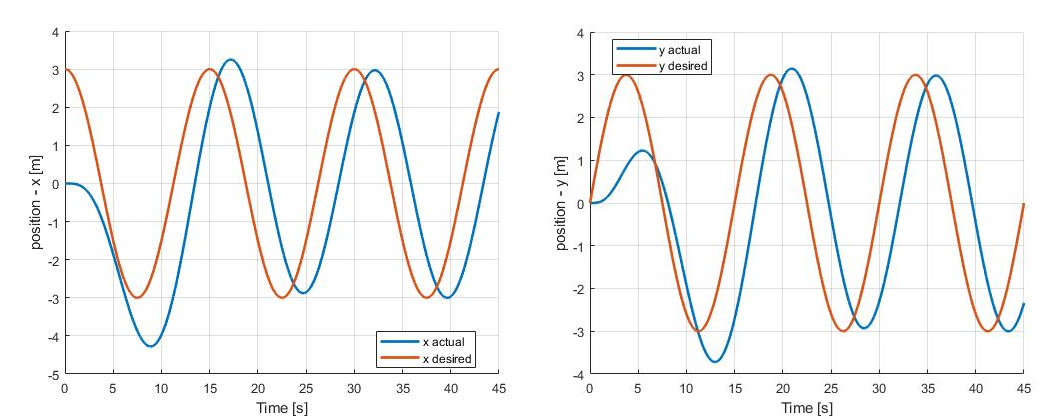 4
3
2
1
0
-1
-2
-3
-4
-5
position - x [m]
0 5 10 15 20 25 30 35 40 45
Time [s]
x actual
x desired
4
3
2
1
0
-1
-2
-3
-4
position - y [m]
0 5 10 15 20 25 30 35 40 45
Time [s]
y actual
y desired